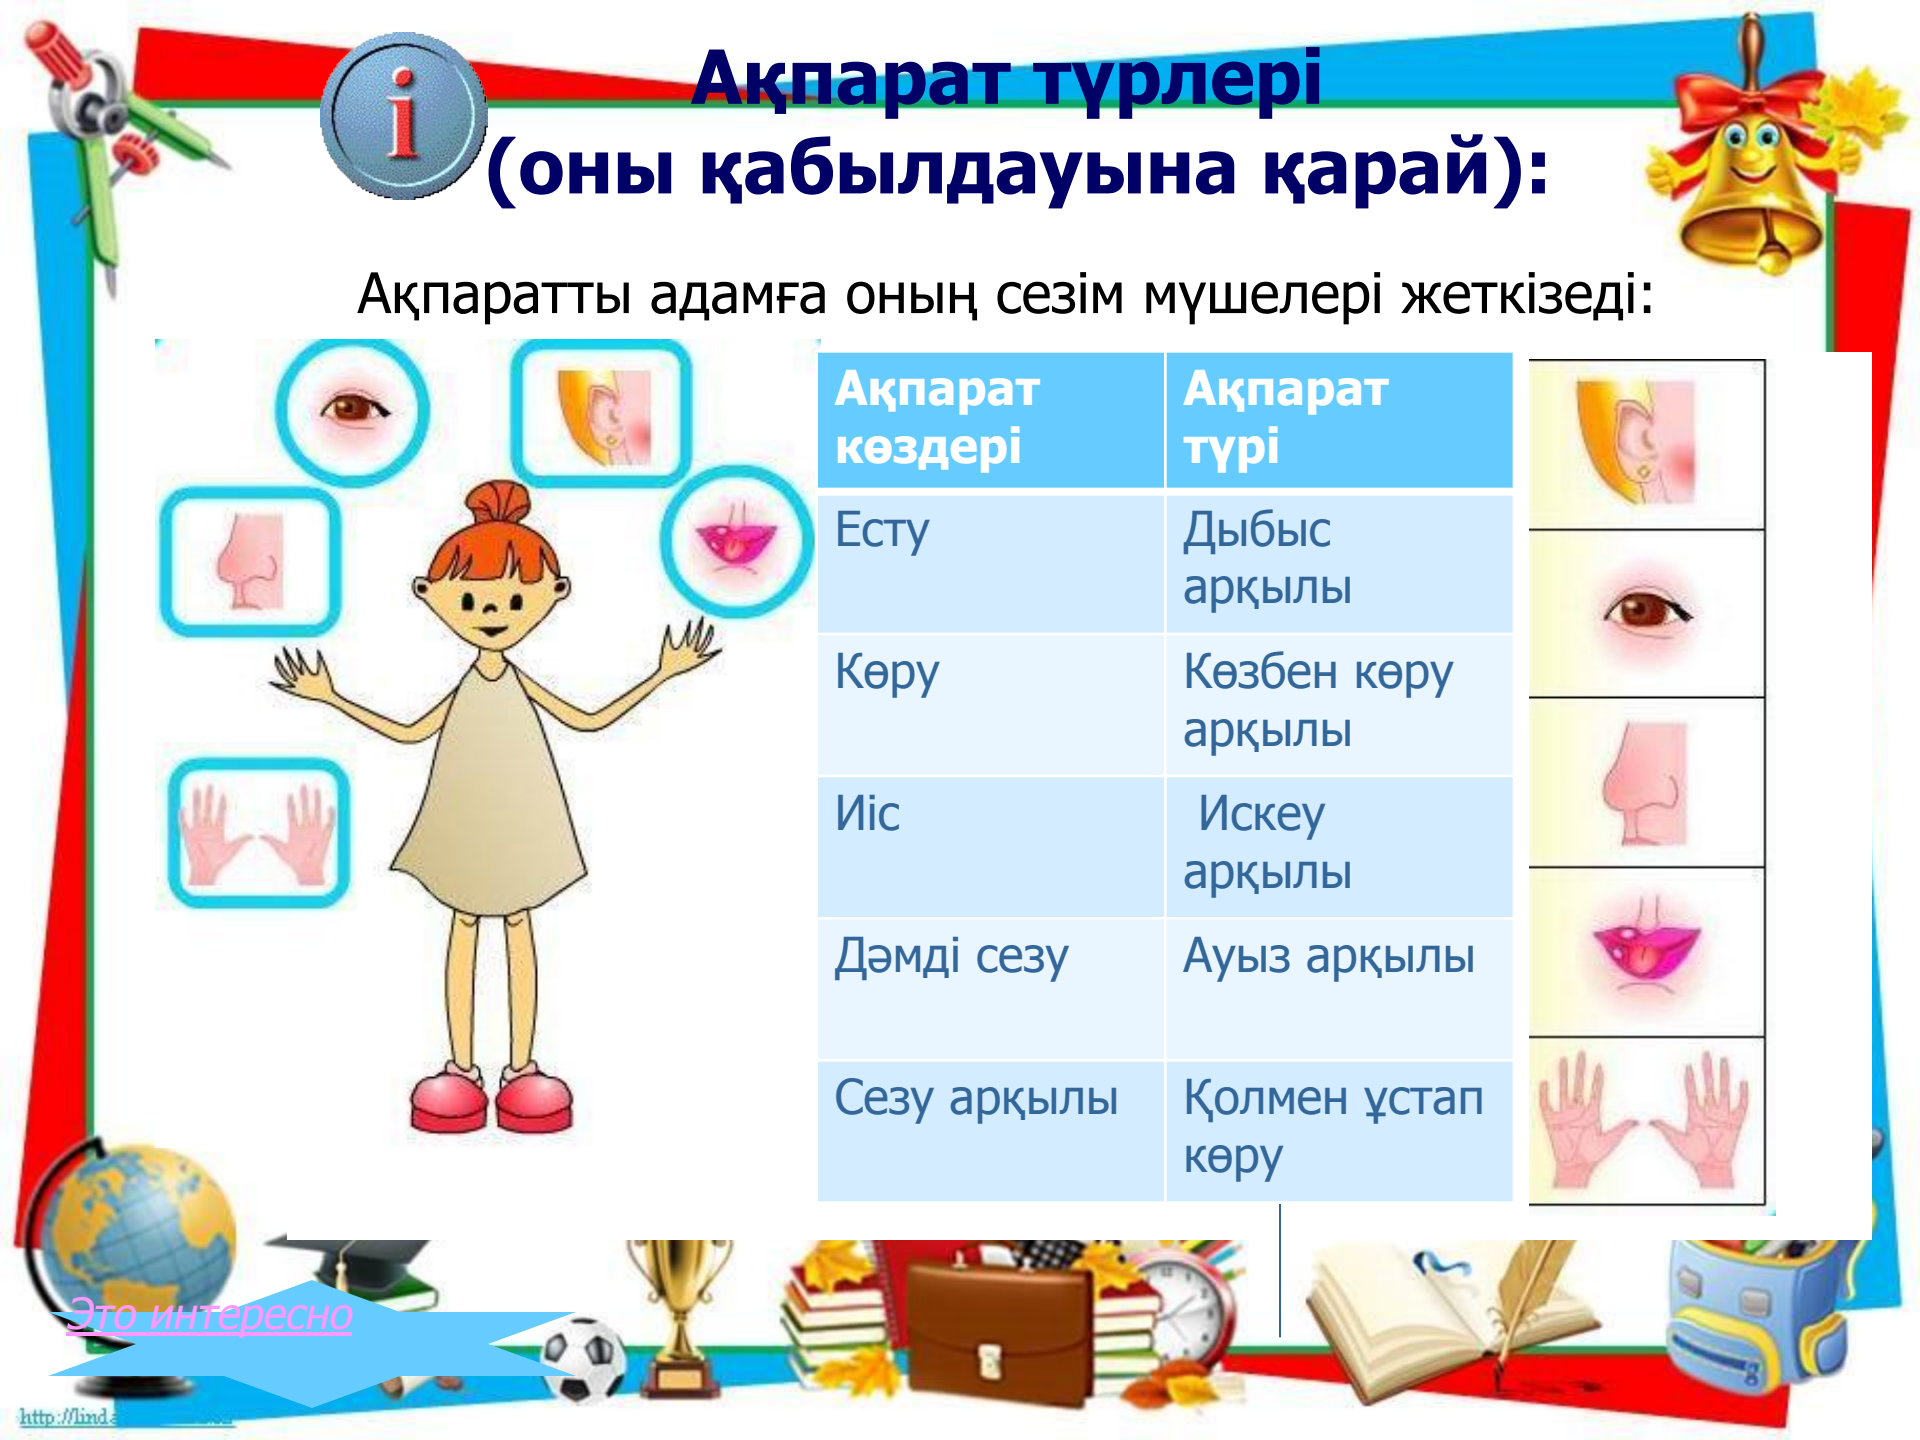 i
Ақпарат түрлері
(оны қабылдауына қарай):
Ақпаратты адамға оның сезім мүшелері жеткізеді:
Ақпарат
көздері
Ақпарат
түрі
Есту
Дыбыс
арқылы
Көру
Көзбен көру
арқылы
Иіс
Искеу
арқылы
Дәмді сезу
Ауыз арқылы
Сезу арқылы
Қолмен ұстап
көру
Это интересно